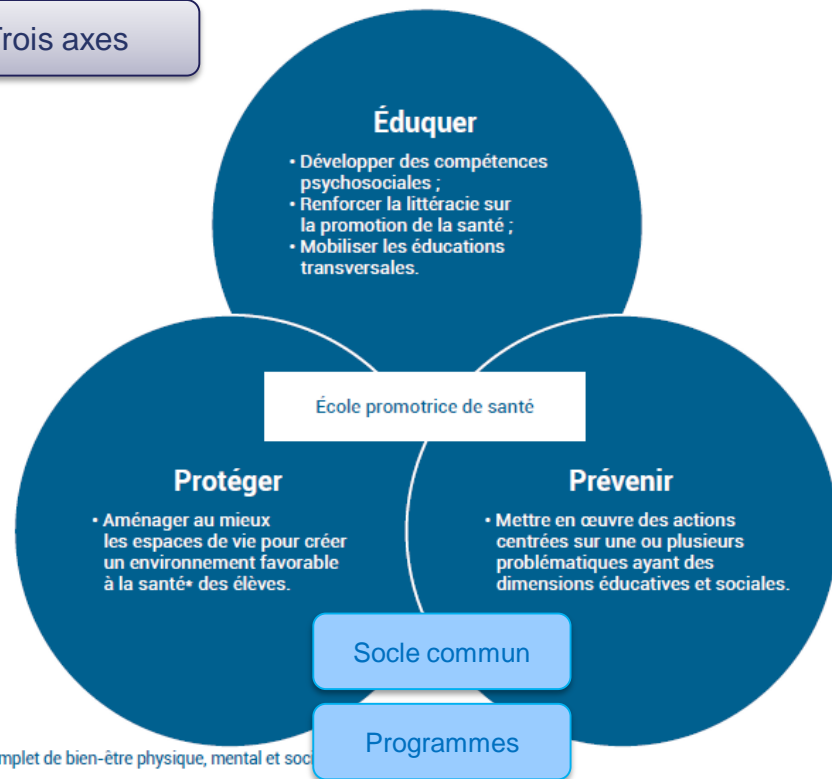 Trois axes
Éduquer
• Développer des compétences
psychosociales ;
• Renforcer la littéracie sur
la promotion de la santé ;
• Mobiliser les éducations
transversales.
École promotrice de santé
Protéger
• Aménager au mieux
les espaces de vie pour créer
un environnement favorable
à la santé* des élèves.
Prévenir
• Mettre en œuvre des actions
centrées sur une ou plusieurs
problématiques ayant des
dimensions éducatives et sociales.
Socle commun
Programmes
mplet de bien-être physique, mental et soci